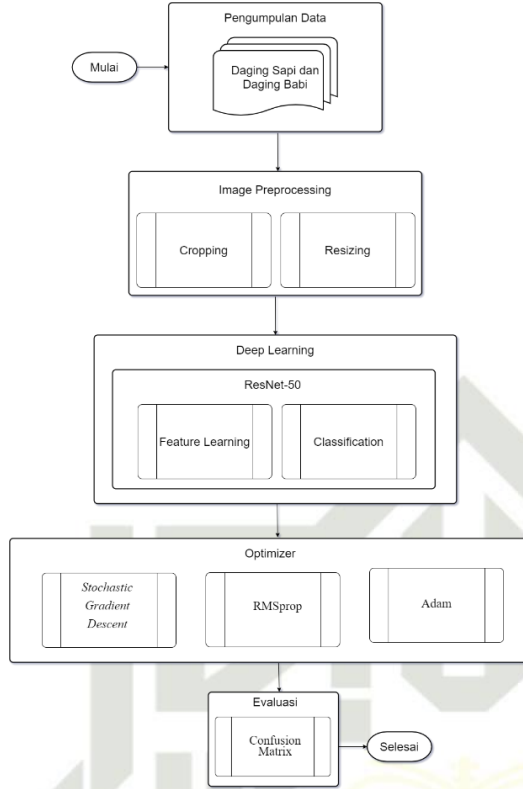 Pengumpulan Data
Mulai
Daging Sapi dan
Daging Babi
Image Preprocessing
Cropping
Resizing
Deep Learning
ResNet-50
Feature Learning
Classification
Optimizer
Stochastic
Gradient
Descent
RMSprop
Adam
Evaluasi
Confusion
Matrix
Selesai